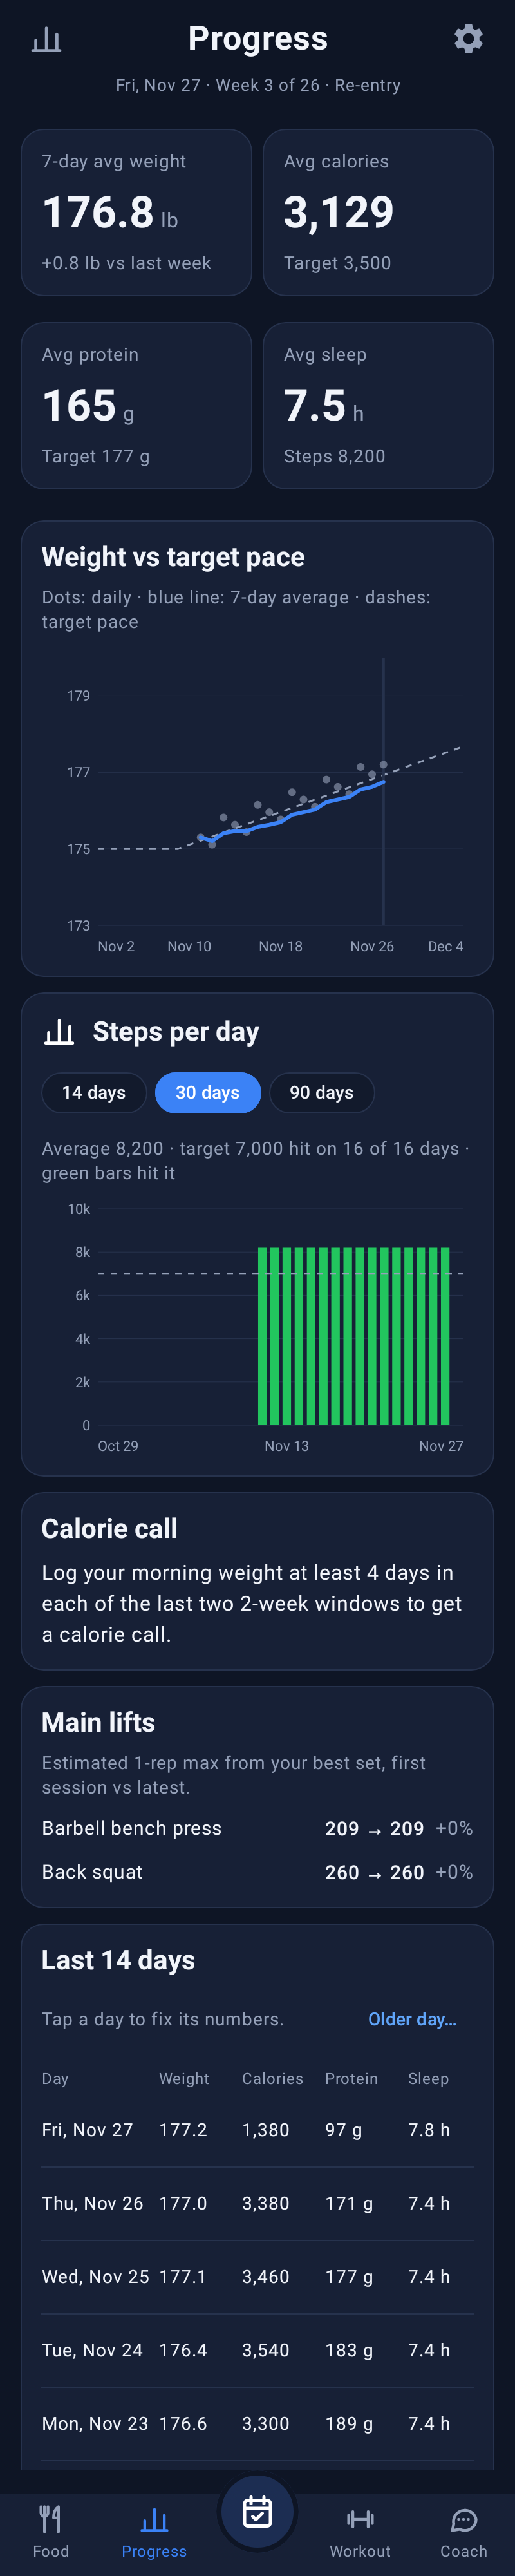 Progress
Fri, Nov 27 · Week 3 of 26 · Re-entry
7-day avg weight
176.8 lb
+0.8 lb vs last week
Avg calories
3,129
Target 3,500
Avg protein
165 g
Target 177 g
Avg sleep
7.5 h
Steps 8,200
Weight vs target pace
Dots: daily · blue line: 7-day average · dashes:
target pace
179
177
175
173
Nov 2 Nov 10 Nov 18 Nov 26 Dec 4
Steps per day
14 days 30 days 90 days
Average 8,200 · target 7,000 hit on 16 of 16 days ·
green bars hit it
10k
8k
6k
4k
2k
0
Oct 29 Nov 13 Nov 27
Calorie call
Log your morning weight at least 4 days in
each of the last two 2-week windows to get
a calorie call.
Main lifts
Estimated 1-rep max from your best set, first
session vs latest.
Barbell bench press 209 → 209 +0%
Back squat 260 → 260 +0%
Last 14 days
Tap a day to fix its numbers. Older day...
Day Weight Calories Protein Sleep
Fri, Nov 27 177.2 1,380 97 g 7.8 h
Thu, Nov 26 177.0 3,380 171 g 7.4 h
Wed, Nov 25 177.1 3,460 177 g 7.4 h
Tue, Nov 24 176.4 3,540 183 g 7.4 h
Mon, Nov 23 176.6 3,300 189 g 7.4 h
Food Progress Workout Coach